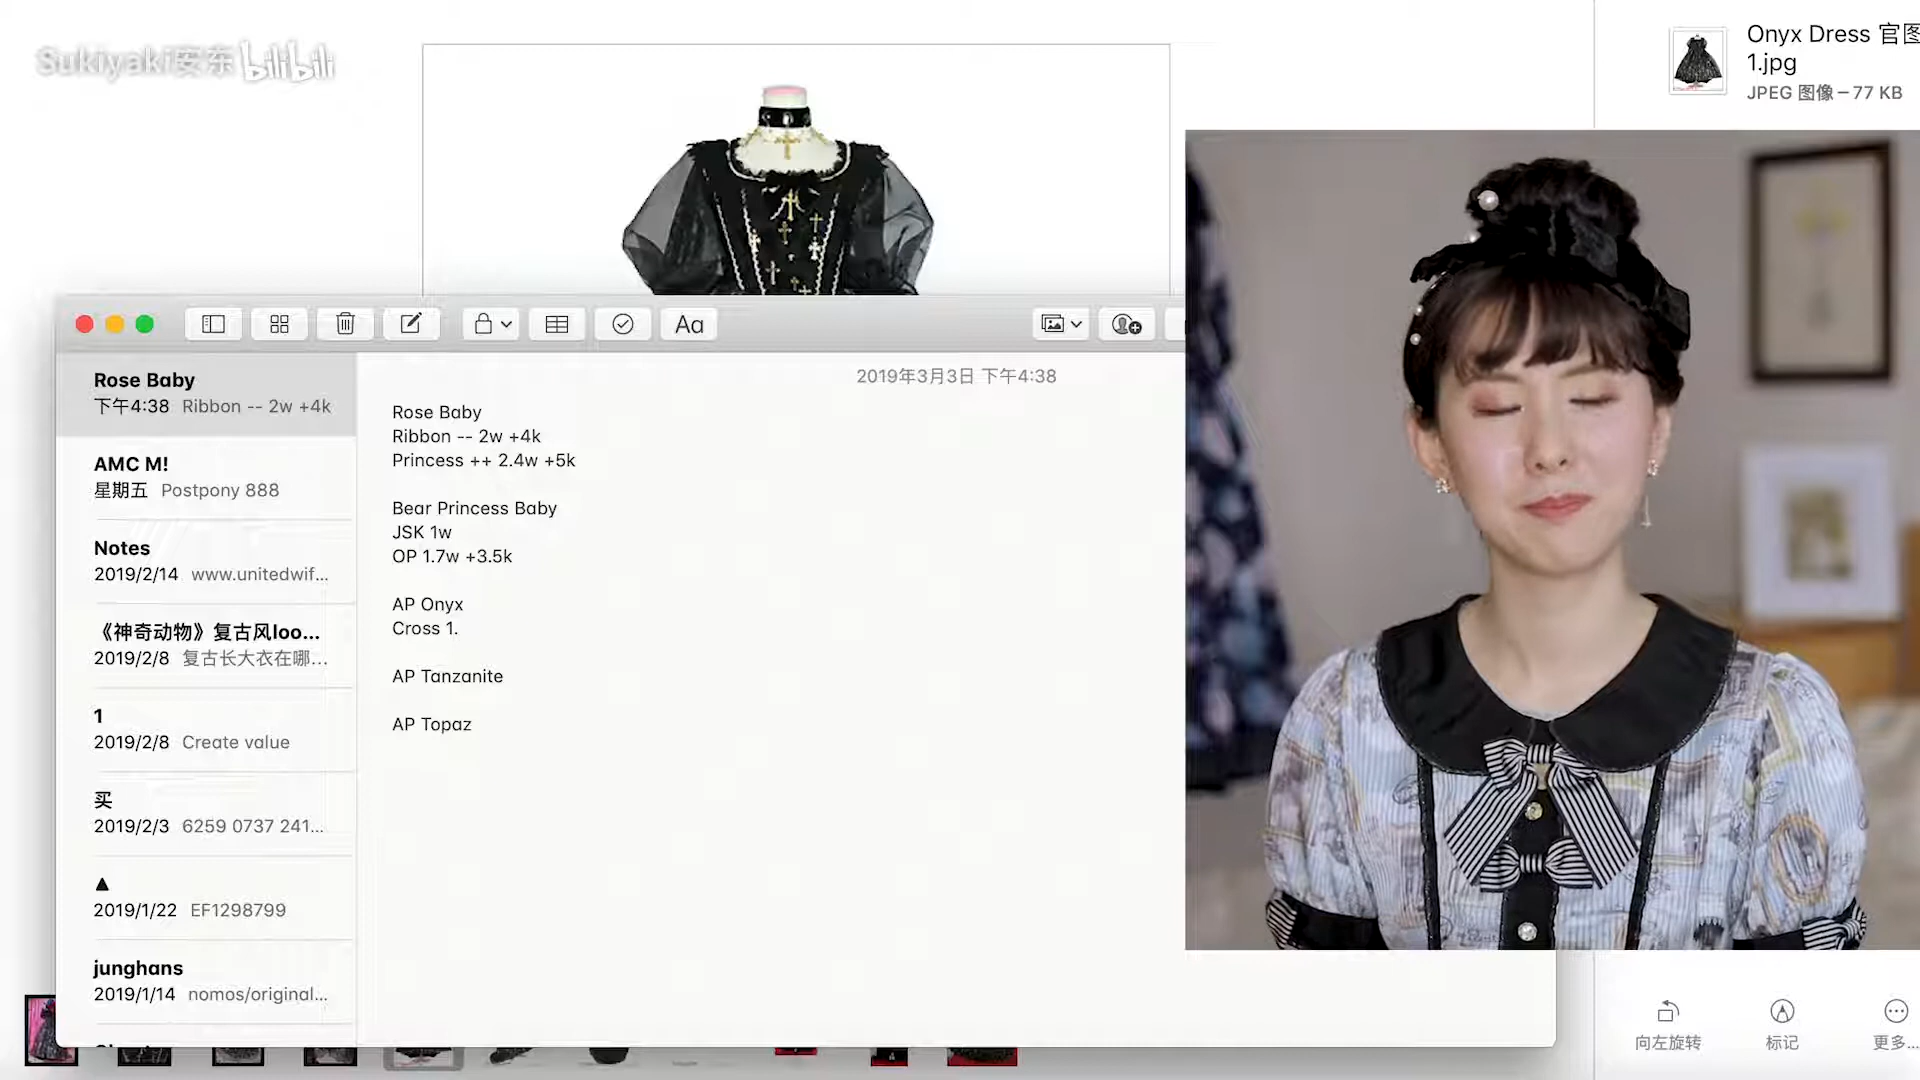 Sukiyaki安东 bilibili
Onyx Dress 官图
1.jpg
JPEG 图像 – 77 KB
Aa
Rose Baby
下午4:38 Ribbon -- 2w +4k
AMC M!
星期五 Postpony 888
Notes
2019/2/14 www.unitedwif...
《神奇动物》复古风loo...
2019/2/8 复古长大衣在哪...
1
2019/2/8 Create value
买
2019/2/3 6259 0737 241...
▲
2019/1/22 EF1298799
junghans
2019/1/14 nomos/original...
2019年3月3日 下午4:38
Rose Baby
Ribbon -- 2w +4k
Princess ++ 2.4w +5k
Bear Princess Baby
JSK 1w
OP 1.7w +3.5k
AP Onyx
Cross 1.
AP Tanzanite
AP Topaz
向左旋转
标记
更多...